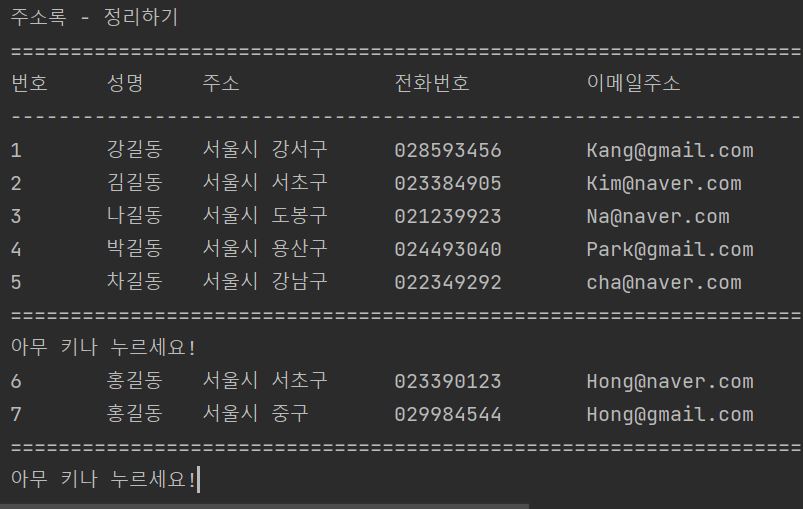 주소록 - 정리하기
==================================================================
번호 성명 주소 전화번호 이메일주소
------------------------------------------------------------------
1 강길동 서울시 강서구 028593456 Kang@gmail.com
2 김길동 서울시 서초구 023384905 Kim@naver.com
3 나길동 서울시 도봉구 021239923 Na@naver.com
4 박길동 서울시 용산구 024493040 Park@gmail.com
5 차길동 서울시 강남구 022349292 cha@naver.com
==================================================================
아무 키나 누르세요!
6 홍길동 서울시 서초구 023390123 Hong@naver.com
7 홍길동 서울시 중구 029984544 Hong@gmail.com
==================================================================
아무 키나 누르세요!